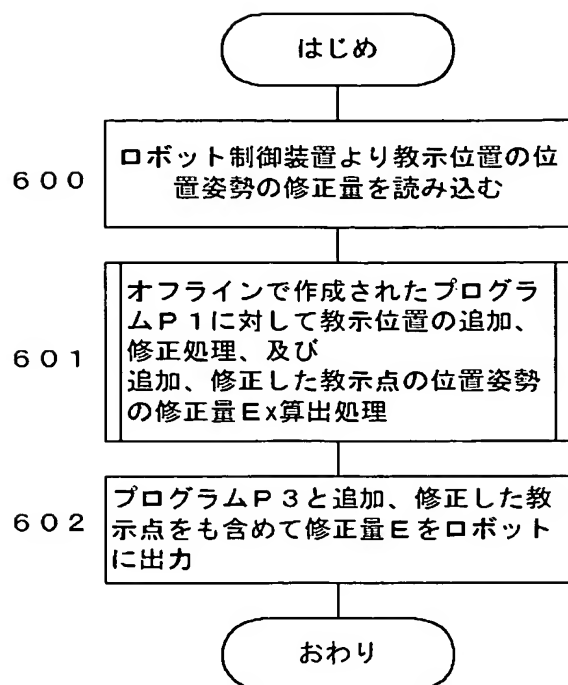 はじめ
600
ロボット制御装置より教示位置の位
置姿勢の修正量を読み込む
601
オフラインで作成されたプログラ
ムP1に対して教示位置の追加、
修正処理、及び
追加、修正した教示点の位置姿勢
の修正量Ex算出処理
602
プログラムP3と追加、修正した教
示点をも含めて修正量Eをロボット
に出力
おわり